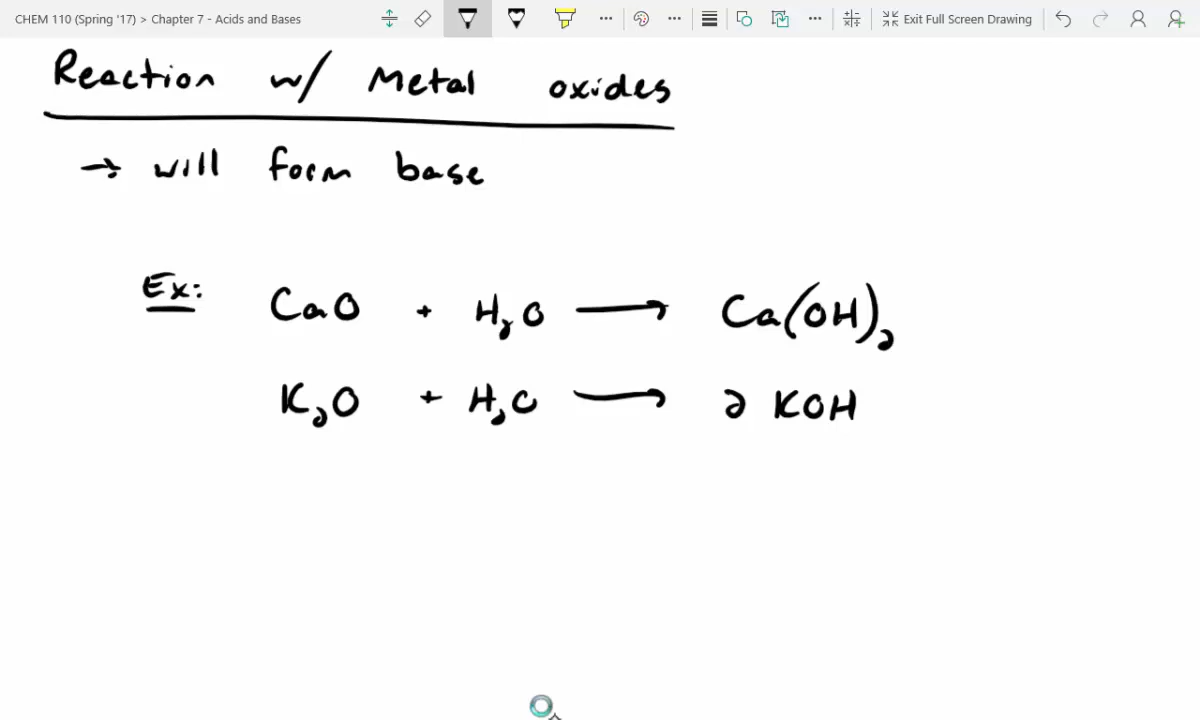 CHEM 110 (Spring '17) > Chapter 7 - Acids and Bases Exit Full Screen Drawing
Reaction w/ Metal oxides
→ will form base
Ex: CaO + H₂O → Ca(OH)₂
K₂O + H₂O → 2 KOH